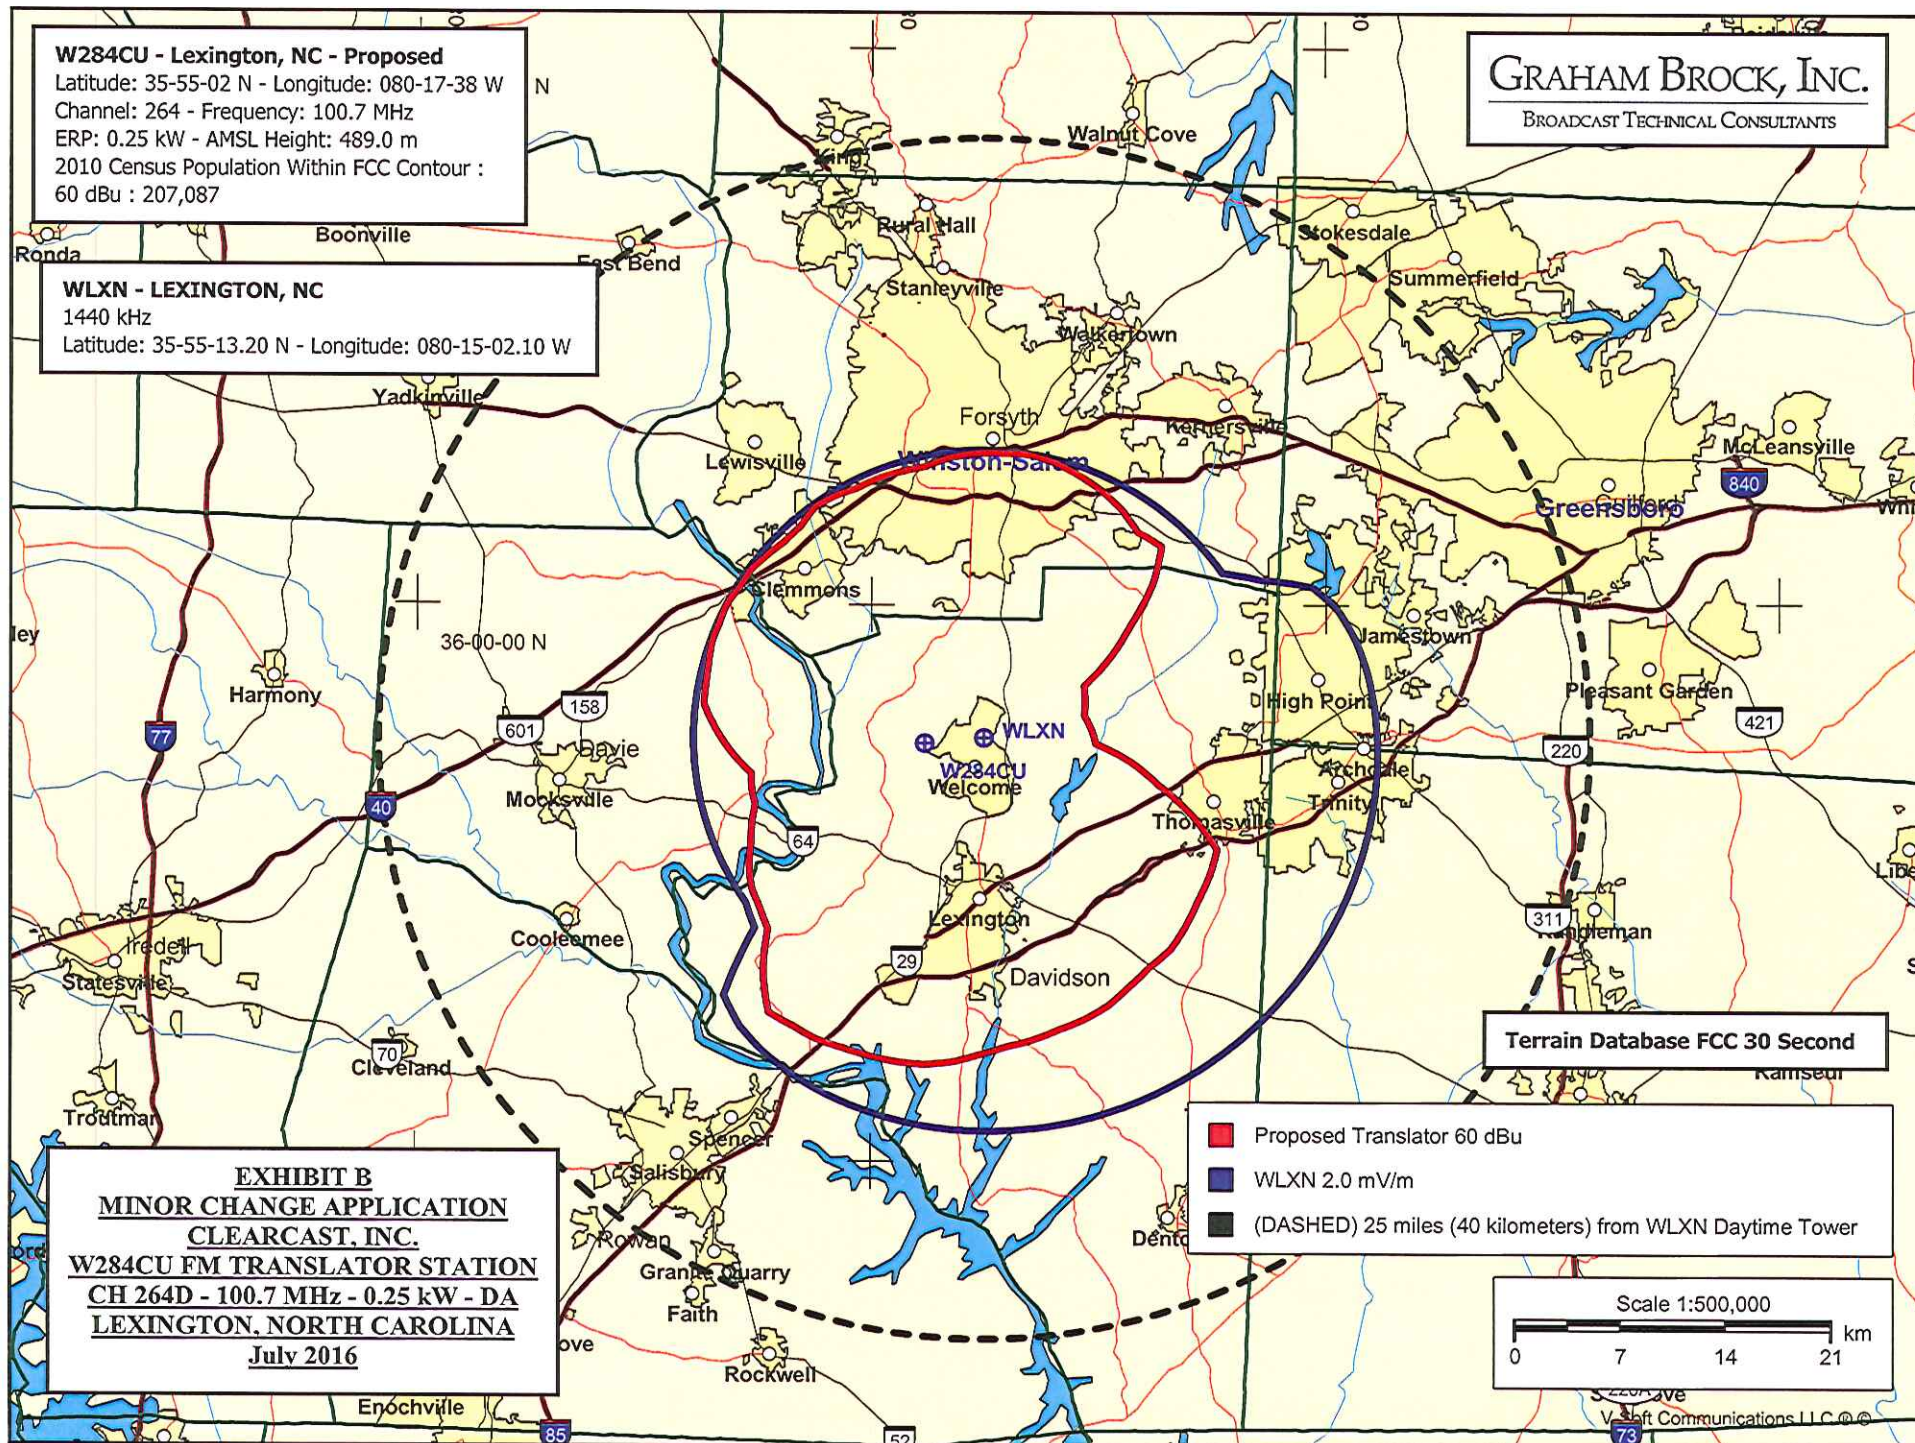 W284CU - Lexington, NC - Proposed
Latitude: 35-55-02 N - Longitude: 080-17-38 W
Channel: 264 - Frequency: 100.7 MHz
ERP: 0.25 kW - AMSL Height: 489.0 m
2010 Census Population Within FCC Contour :
60 dBu : 207,087
N
GRAHAM BROCK, INC.
BROADCAST TECHNICAL CONSULTANTS
Walnut Cove
King
Ronda
Boonville
East Bend
Rural Hall
Stokesdale
Summerfield
Stanleyville
WLXN - LEXINGTON, NC
1440 kHz
Latitude: 35-55-13.20 N - Longitude: 080-15-02.10 W
Walkertown
Yadkinville
Forsyth
Kernersville
Lewisville
Winston-Salem
McLeansville
840
Guilford
Greensboro
Clemmons
Jamestown
36-00-00 N
Harmony
High Point
Pleasant Garden
158
601
77
421
220
WLXN
Davie
W284CU
Welcome
Mocksville
Archdale
Trinity
40
Thomasville
64
Lexington
311
Randleman
Cooleemee
Iredell
Statesville
29
Davidson
Terrain Database FCC 30 Second
70
Cleveland
Ramseur
Troutman
Spencer
Salisbury
Proposed Translator 60 dBu
WLXN 2.0 mV/m
(DASHED) 25 miles (40 kilometers) from WLXN Daytime Tower
EXHIBIT B
MINOR CHANGE APPLICATION
CLEARCAST, INC.
W284CU FM TRANSLATOR STATION
CH 264D - 100.7 MHz - 0.25 kW - DA
LEXINGTON, NORTH CAROLINA
July 2016
Rowan
Granite Quarry
Faith
Rockwell
Scale 1:500,000
km
0 7 14 21
Enochville
85
52
V-Soft Communications LLC ® ©
73